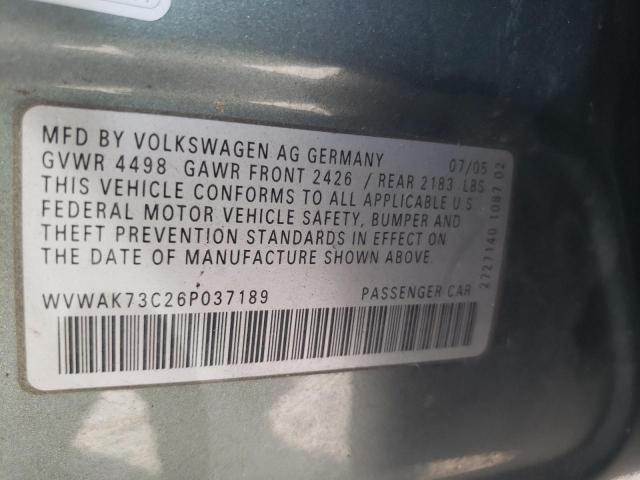 MFD BY VOLKSWAGEN AG GERMANY 07/05
GVWR 4498 GAWR FRONT 2426 / REAR 2183 LBS
THIS VEHICLE CONFORMS TO ALL APPLICABLE U S
FEDERAL MOTOR VEHICLE SAFETY, BUMPER AND
THEFT PREVENTION STANDARDS IN EFFECT ON
THE DATE OF MANUFACTURE SHOWN ABOVE.
WVWAK73C26P037189 PASSENGER CAR
2727140 1087 02